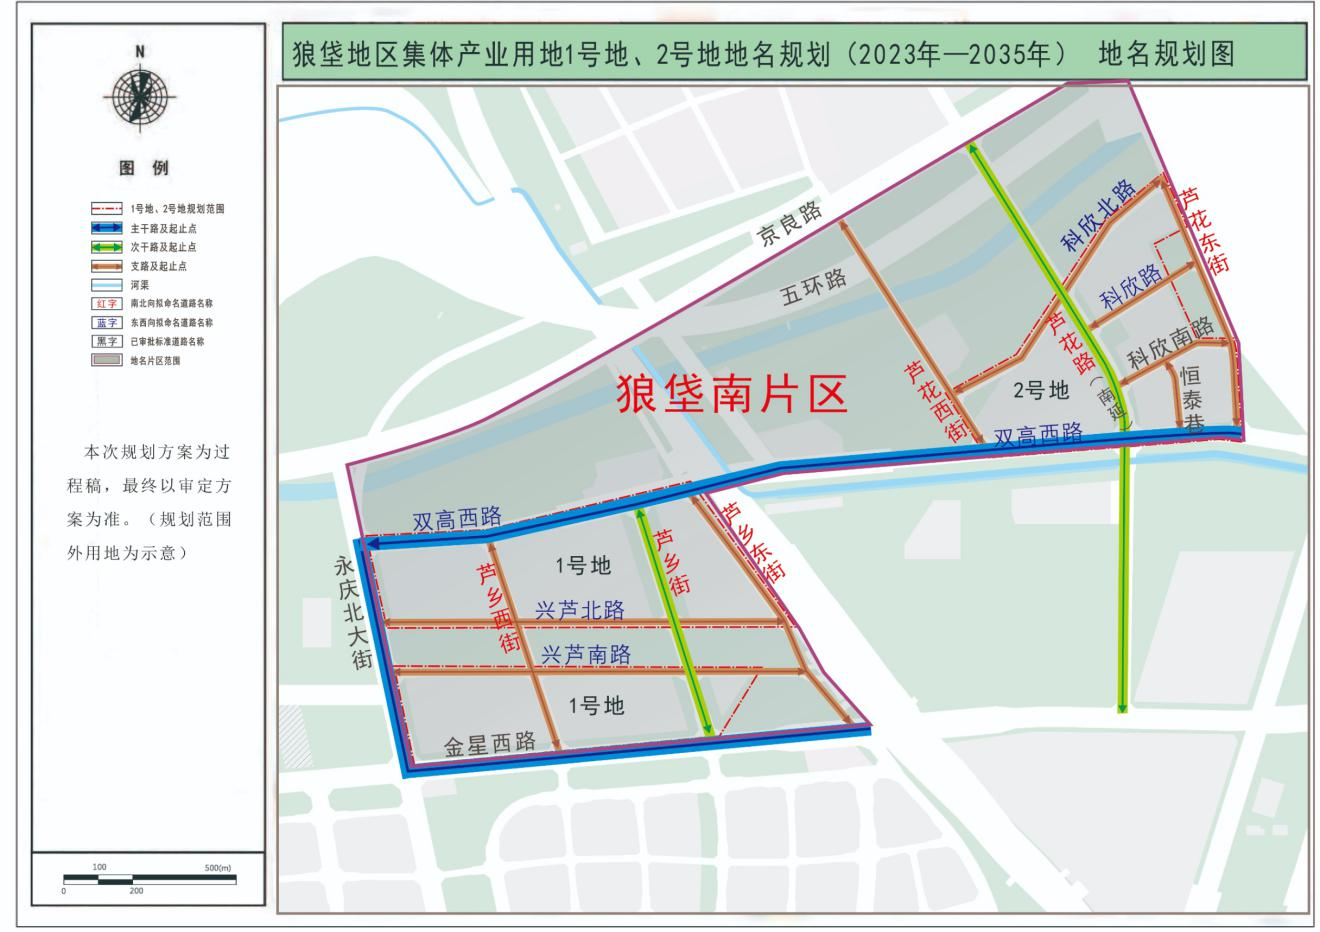 狼垡地区集体产业用地1号地、2号地地名规划（2023年—2035年） 地名规划图
N
图 例
1号地、2号地规划范围
主干路及起止点
次干路及起止点
支路及起止点
河渠
红字 南北向拟命名道路名称
蓝字 东西向拟命名道路名称
黑字 已审批标准道路名称
地名片区范围
本次规划方案为过
程稿，最终以审定方
案为准。（规划范围
外用地为示意）
100 500(m)
0 200
京良路
五环路
科欣北路
芦花东街
科欣路
芦花路
（南延）
科欣南路
恒泰巷
芦花西街
2号地
狼垡南片区
双高西路
双高西路
永庆北大街
芦乡西街
1号地
芦乡街
芦乡东街
兴芦北路
兴芦南路
1号地
金星西路